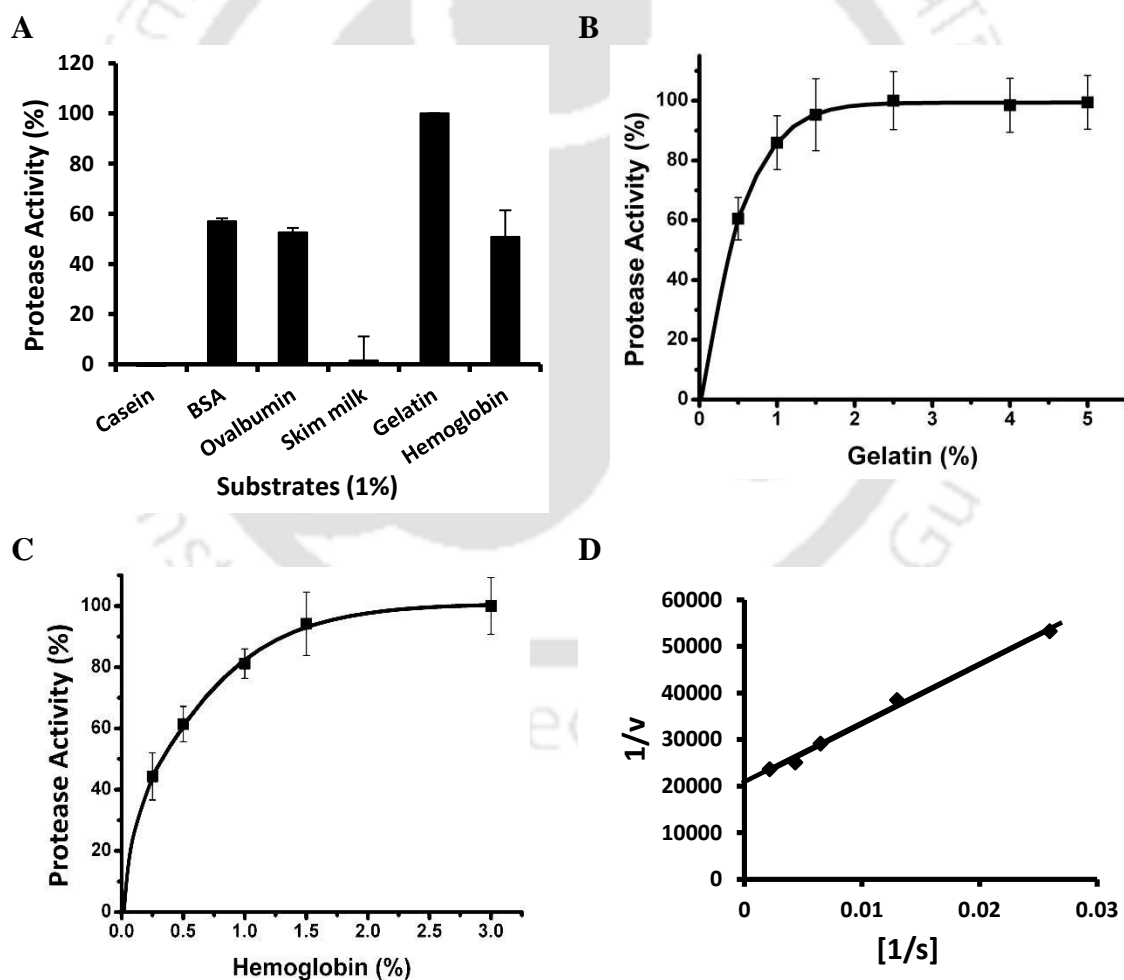 A
Protease Activity (%)
120
100
80
60
40
20
0
Casein
BSA
Ovalbumin
Skim milk
Gelatin
Hemoglobin
Substrates (1%)
B
Protease Activity (%)
100
80
60
40
20
0
0 1 2 3 4 5
Gelatin (%)
C
Protease Activity (%)
100
80
60
40
20
0
0.0 0.5 1.0 1.5 2.0 2.5 3.0
Hemoglobin (%)
D
1/v
60000
50000
40000
30000
20000
10000
0
0 0.01 0.02 0.03
[1/s]